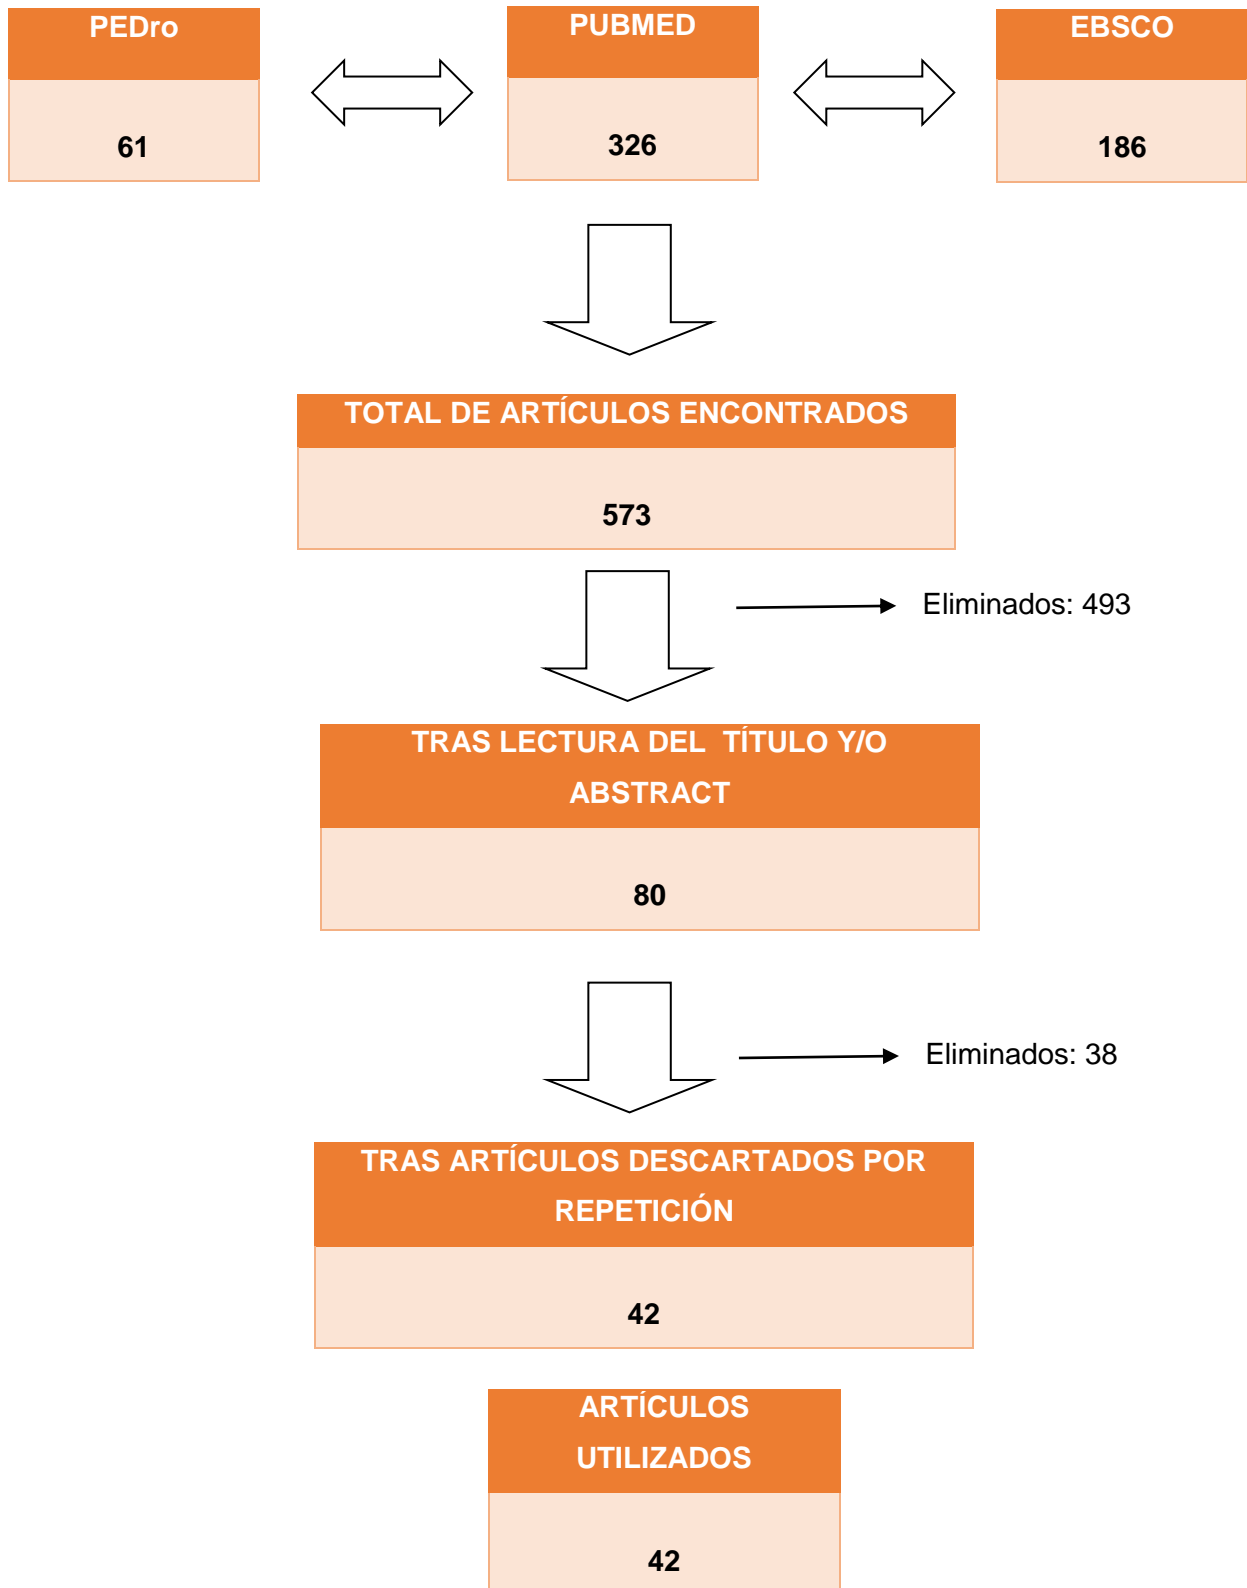 PEDro
PUBMED
EBSCO
61
326
186
TOTAL DE ARTÍCULOS ENCONTRADOS
573
Eliminados: 493
TRAS LECTURA DEL TÍTULO Y/O
ABSTRACT
80
Eliminados: 38
TRAS ARTÍCULOS DESCARTADOS POR
REPETICIÓN
42
ARTÍCULOS
UTILIZADOS
42